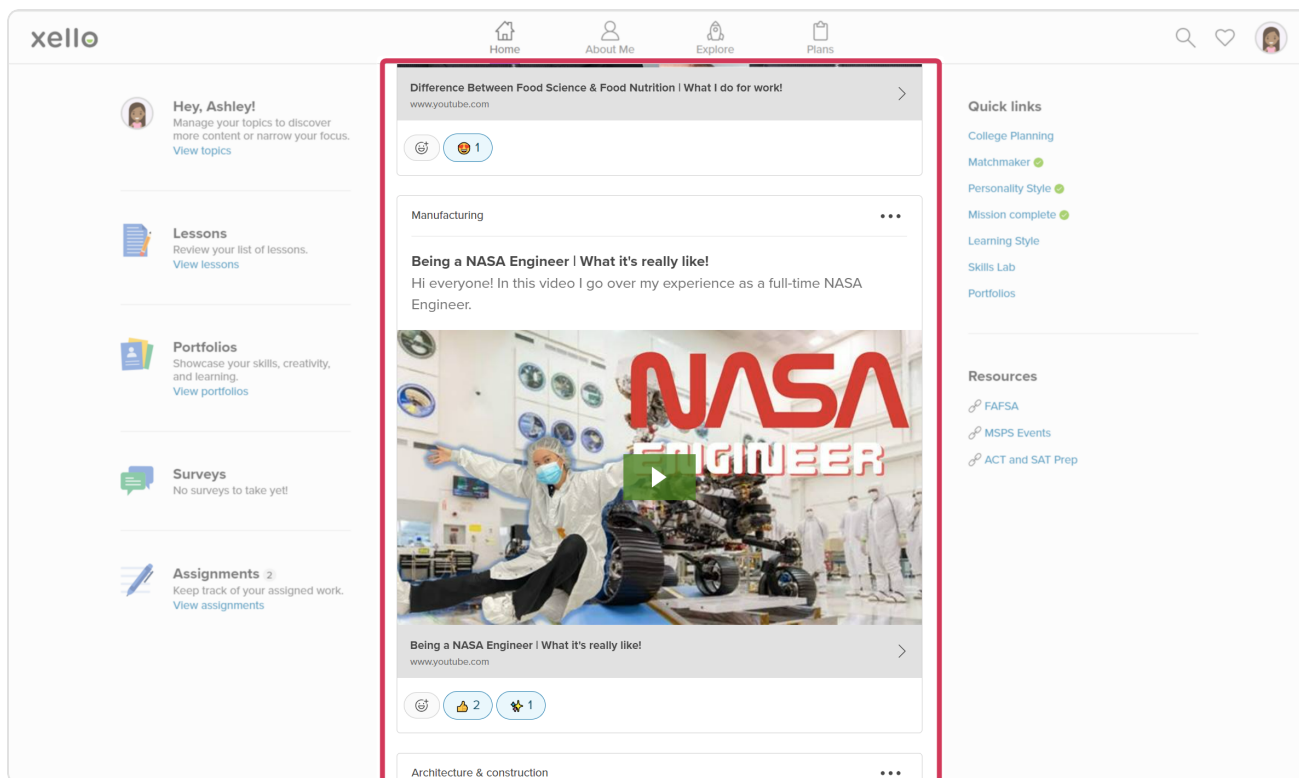 xello
Home
About Me
Explore
Plans
Hey, Ashley!
Manage your topics to discover
more content or narrow your focus.
View topics
Lessons
Review your list of lessons.
View lessons
Portfolios
Showcase your skills, creativity,
and learning.
View portfolios
Surveys
No surveys to take yet!
Assignments 2
Keep track of your assigned work.
View assignments
Difference Between Food Science & Food Nutrition | What I do for work!
www.youtube.com
1
Manufacturing
Being a NASA Engineer | What it's really like!
Hi everyone! In this video I go over my experience as a full-time NASA
Engineer.
NASA
ENGINEER
Being a NASA Engineer | What it's really like!
www.youtube.com
2 1
Architecture & construction
Quick links
College Planning
Matchmaker
Personality Style
Mission complete
Learning Style
Skills Lab
Portfolios
Resources
FAFSA
MSPS Events
ACT and SAT Prep